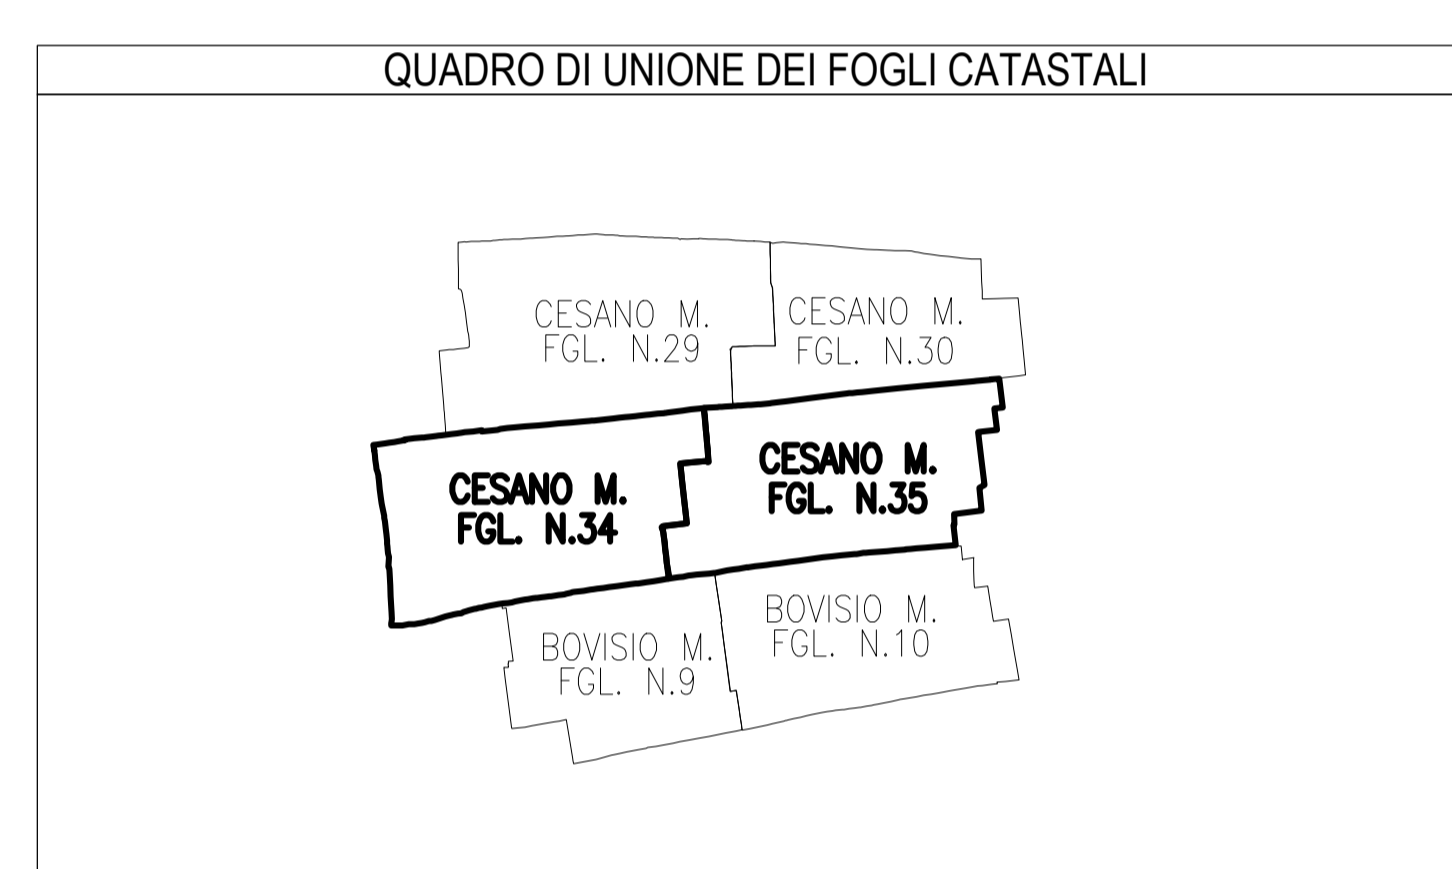 QUADRO DI UNIONE DEI FOGLI CATASTALI
CESANO M.
FGL. N.29
CESANO M.
FGL. N.30
CESANO M.
FGL. N.34
CESANO M.
FGL. N.35
BOVISIO M.
FGL. N.9
BOVISIO M.
FGL. N.10